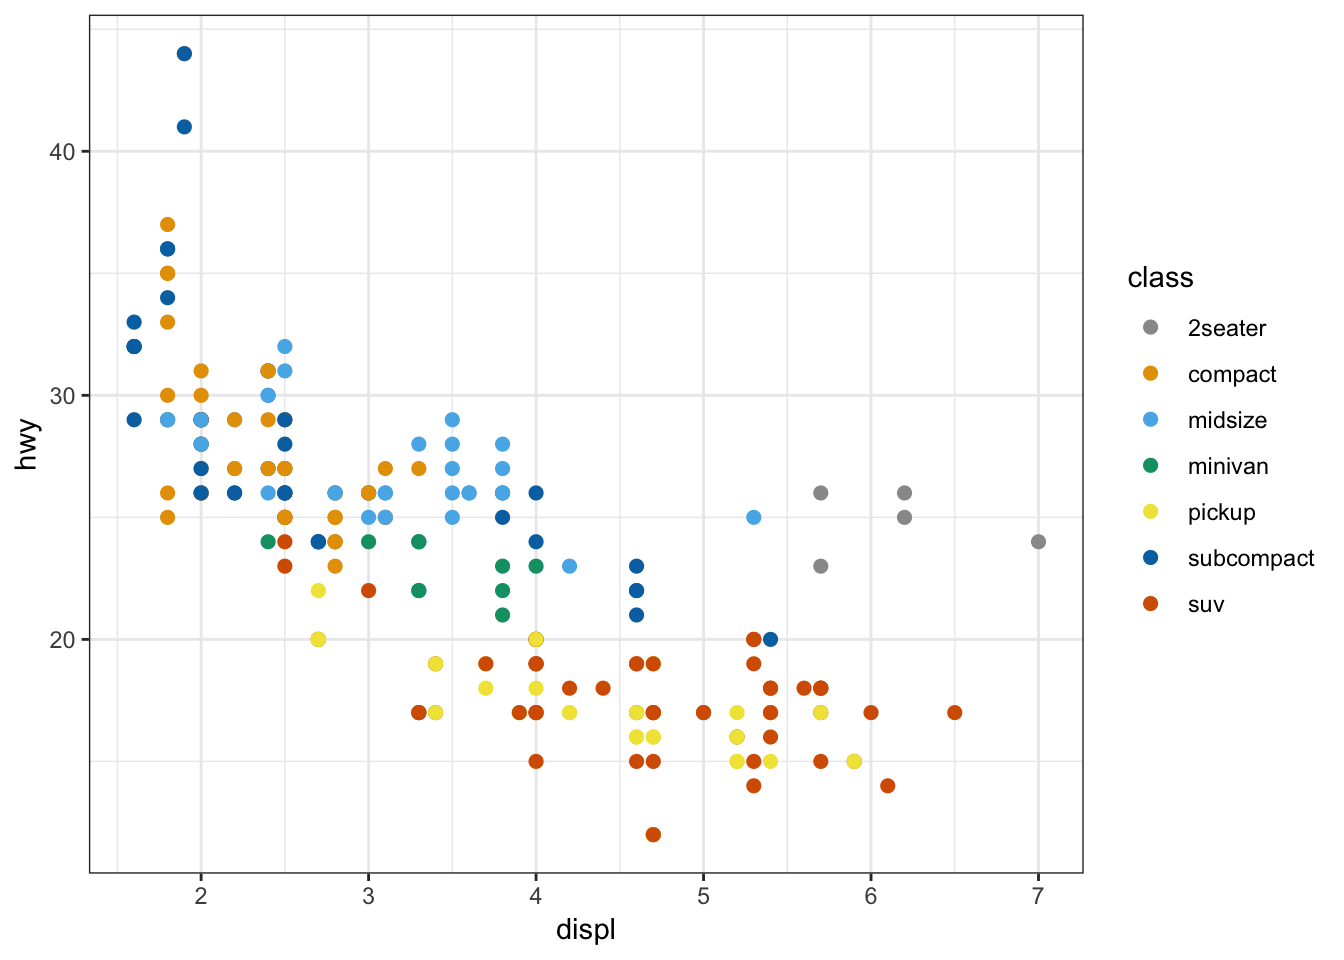 40
30
20
hwy
2 3 4 5 6 7
displ
class
2seater
compact
midsize
minivan
pickup
subcompact
suv